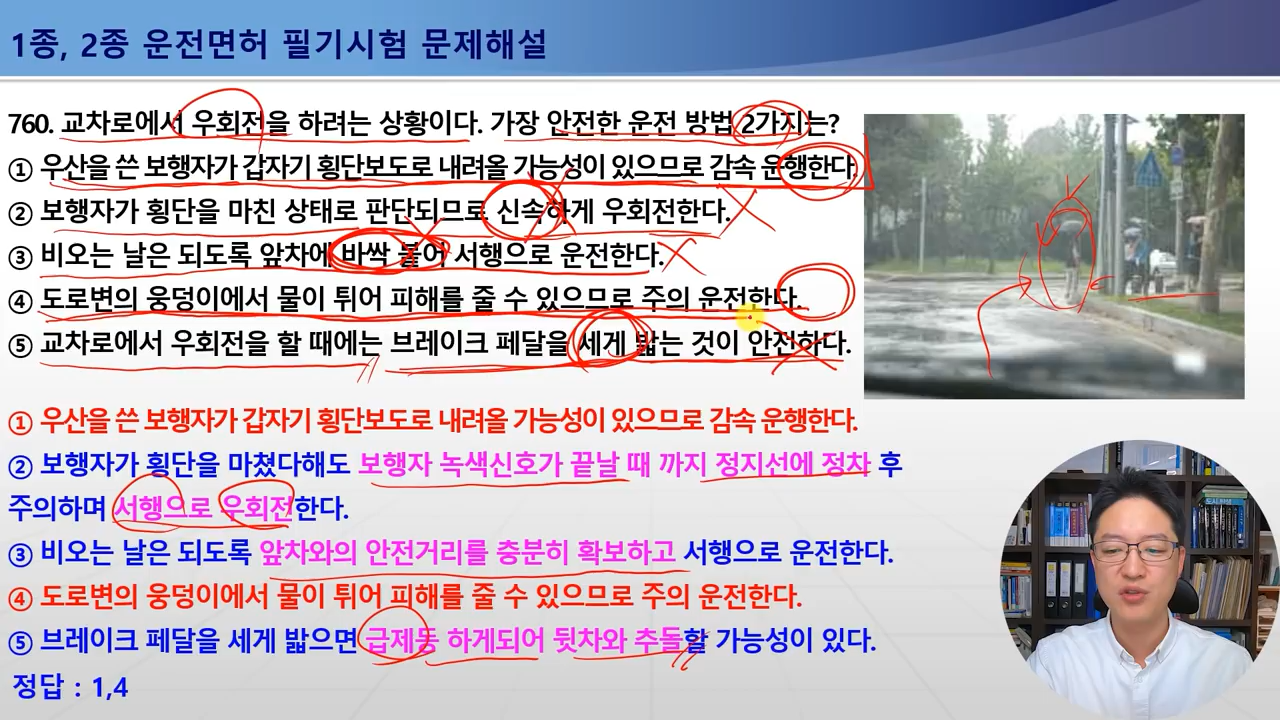 1종, 2종 운전면허 필기시험 문제해설
760. 교차로에서 우회전을 하려는 상황이다. 가장 안전한 운전 방법 2가지는?
① 우산을 쓴 보행자가 갑자기 횡단보도로 내려올 가능성이 있으므로 감속 운행한다.
② 보행자가 횡단을 마친 상태로 판단되므로 신속하게 우회전한다.
③ 비오는 날은 되도록 앞차에 바싹 붙어 서행으로 운전한다.
④ 도로변의 웅덩이에서 물이 튀어 피해를 줄 수 있으므로 주의 운전한다.
⑤ 교차로에서 우회전을 할 때에는 브레이크 페달을 세게 밟는 것이 안전하다.
① 우산을 쓴 보행자가 갑자기 횡단보도로 내려올 가능성이 있으므로 감속 운행한다.
② 보행자가 횡단을 마쳤다해도 보행자 녹색신호가 끝날 때 까지 정지선에 정차 후
주의하며 서행으로 우회전한다.
③ 비오는 날은 되도록 앞차와의 안전거리를 충분히 확보하고 서행으로 운전한다.
④ 도로변의 웅덩이에서 물이 튀어 피해를 줄 수 있으므로 주의 운전한다.
⑤ 브레이크 페달을 세게 밟으면 급제동 하게되어 뒷차와 추돌할 가능성이 있다.
정답 : 1,4